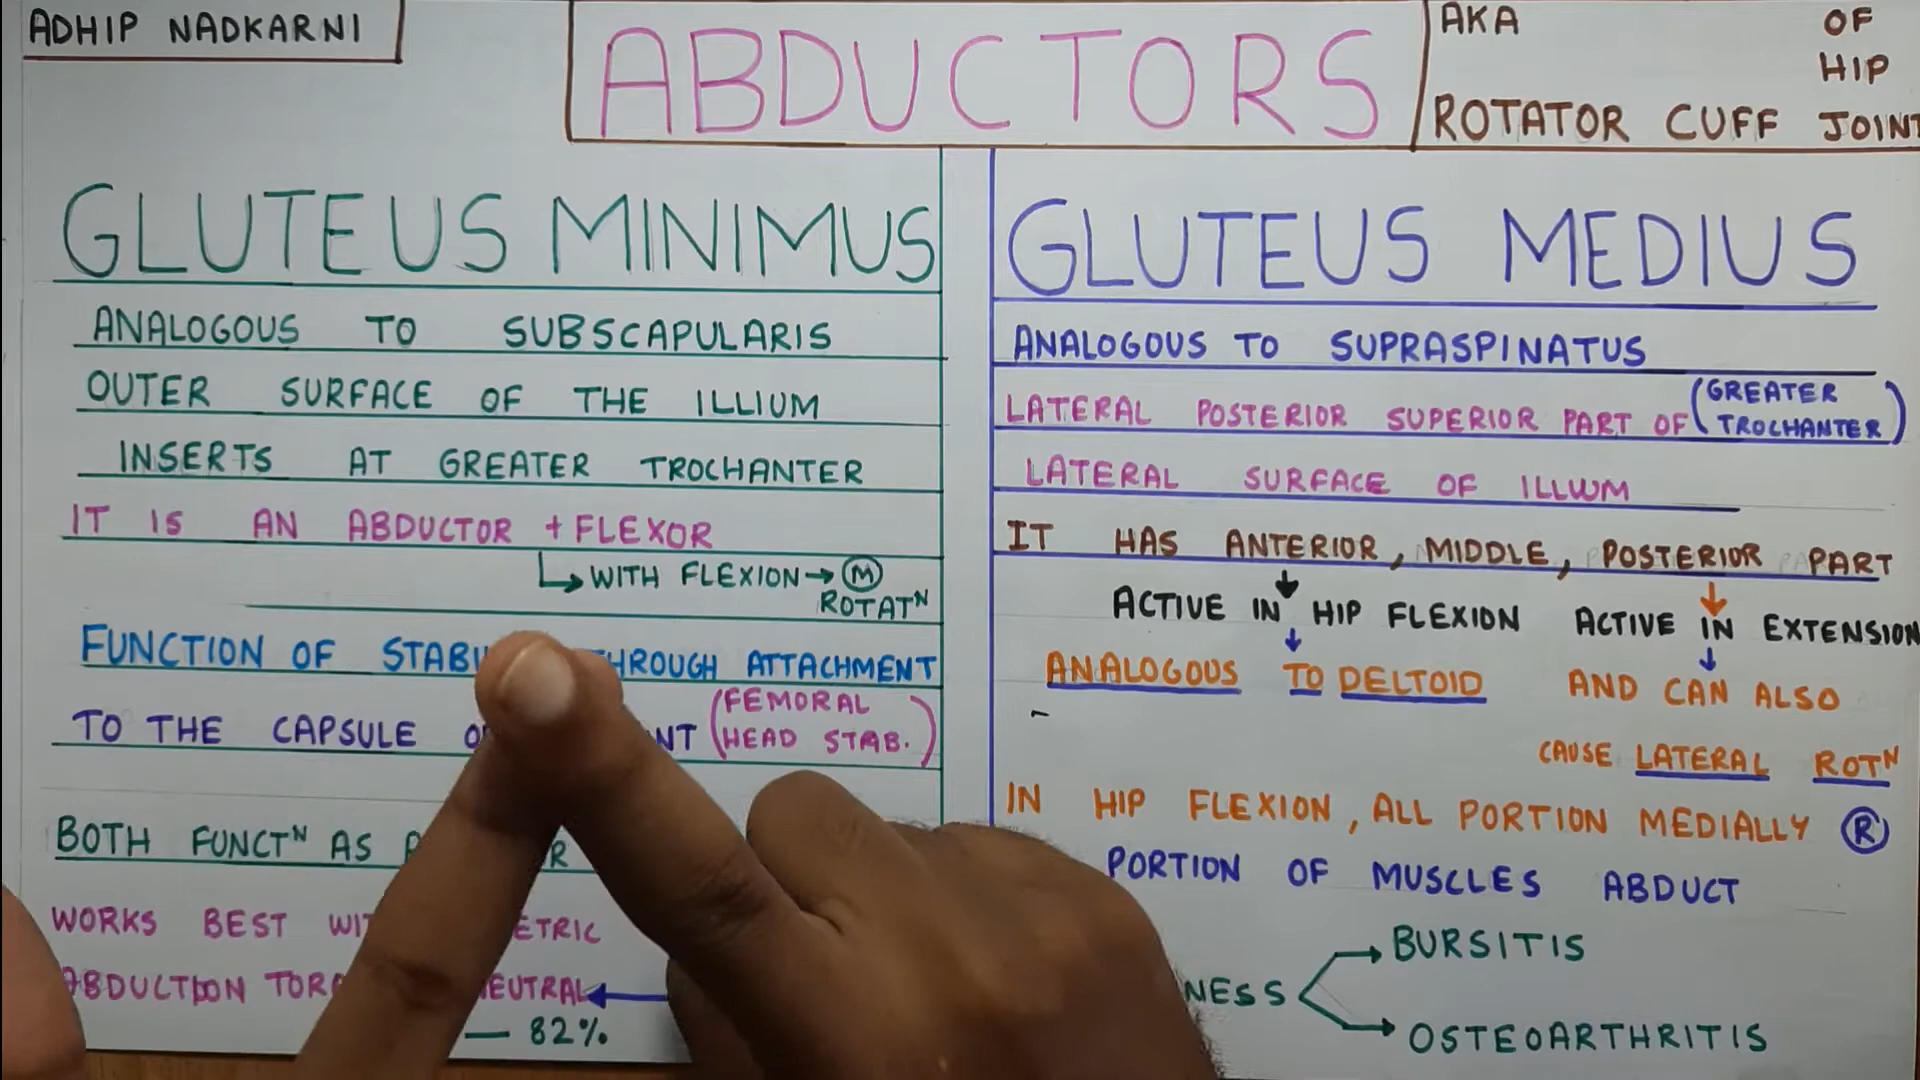 ADHIP NADKARNI
ABDUCTORS
AKA OF
HIP
ROTATOR CUFF JOINT
GLUTEUS MINIMUS
ANALOGOUS TO SUBSCAPULARIS
OUTER SURFACE OF THE ILLIUM
INSERTS AT GREATER TROCHANTER
IT IS AN ABDUCTOR + FLEXOR
WITH FLEXION → M
ROTATN
FUNCTION OF THROUGH ATTACHMENT
TO THE CAPSULE (FEMORAL
HEAD STAB.)
BOTH FUNCTN AS
WORKS BEST
ABDUCTION NEUTRAL
— 82%
GLUTEUS MEDIUS
ANALOGOUS TO SUPRASPINATUS
LATERAL POSTERIOR SUPERIOR PART OF (GREATER
TROCHANTER)
LATERAL SURFACE OF ILLIUM
IT HAS ANTERIOR, MIDDLE, POSTERIOR PART
ACTIVE IN HIP FLEXION
ANALOGOUS TO DELTOID
ACTIVE IN EXTENSION
AND CAN ALSO
CAUSE LATERAL ROTN
IN HIP FLEXION, ALL PORTION MEDIALLY R
PORTION OF MUSCLES ABDUCT
BURSITIS
OSTEOARTHRITIS